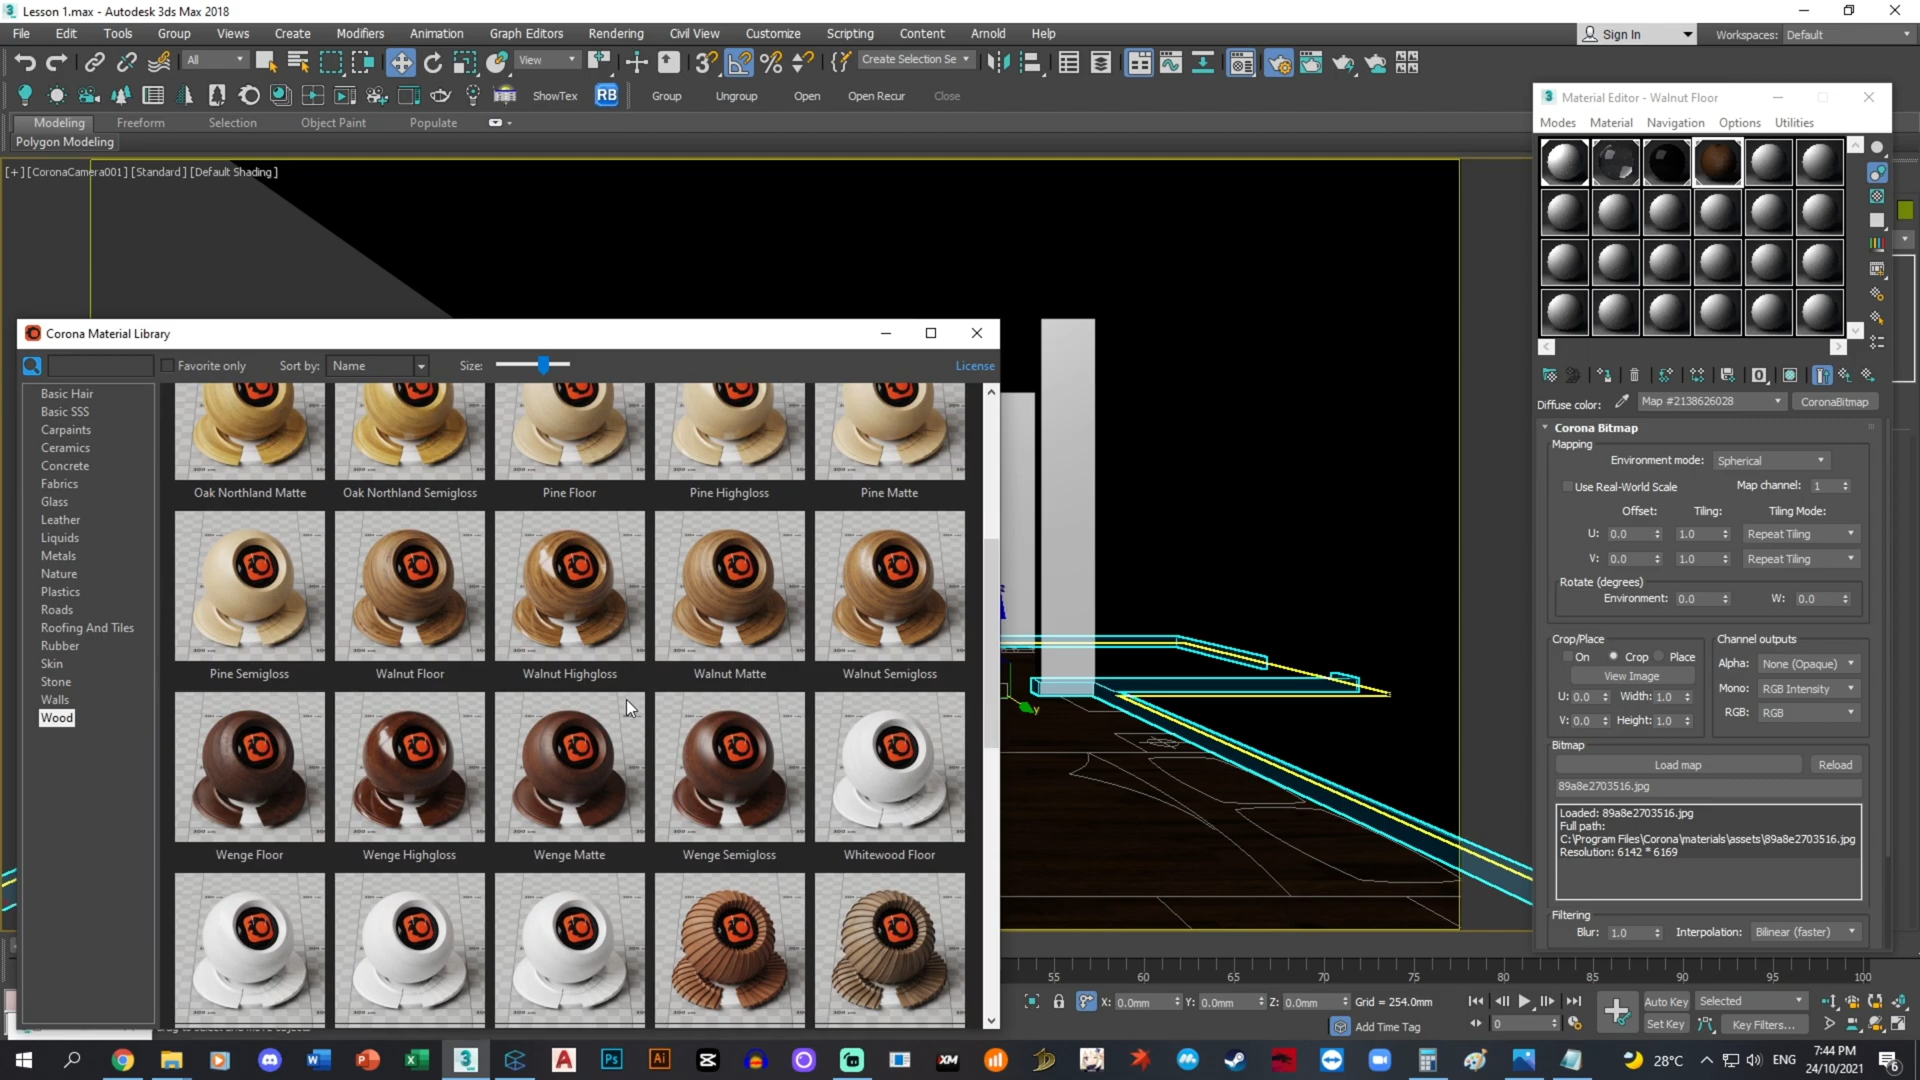 Lesson 1.max - Autodesk 3ds Max 2018
File Edit Tools Group Views Create Modifiers Animation Graph Editors Rendering Civil View Customize Scripting Content Arnold Help
Sign In
Workspaces: Default
All
View
Create Selection Se
ShowTex
RB
Group
Ungroup
Open
Open Recur
Close
Modeling Freeform Selection Object Paint Populate
Polygon Modeling
[+] [CoronaCamera001] [Standard] [Default Shading]
Corona Material Library
Favorite only
Sort by: Name
Size:
License
Basic Hair
Basic SSS
Carpaints
Ceramics
Concrete
Fabrics
Glass
Leather
Liquids
Metals
Nature
Plastics
Roads
Roofing And Tiles
Rubber
Skin
Stone
Walls
Wood
Oak Northland Matte
Oak Northland Semigloss
Pine Floor
Pine Highgloss
Pine Matte
Pine Semigloss
Walnut Floor
Walnut Highgloss
Walnut Matte
Walnut Semigloss
Wenge Floor
Wenge Highgloss
Wenge Matte
Wenge Semigloss
Whitewood Floor
y
Material Editor - Walnut Floor
Modes Material Navigation Options Utilities
Diffuse color: Map #2138626028 CoronaBitmap
Corona Bitmap
Mapping
Environment mode: Spherical
Use Real-World Scale Map channel: 1
Offset: Tiling: Tiling Mode:
U: 0.0 1.0 Repeat Tiling
V: 0.0 1.0 Repeat Tiling
Rotate (degrees)
Environment: 0.0 W: 0.0
Crop/Place
On Crop Place
View Image
U: 0.0 Width: 1.0
V: 0.0 Height: 1.0
Channel outputs
Alpha: None (Opaque)
Mono: RGB Intensity
RGB: RGB
Bitmap
Load map Reload
89a8e2703516.jpg
Loaded: 89a8e2703516.jpg
Full path:
C:\Program Files\Corona\materials\assets\89a8e2703516.jpg
Resolution: 6142 * 6169
Filtering
Blur: 1.0 Interpolation: Bilinear (faster)
55 60 65 70 75 80 85 90 95 100
X: 0.0mm Y: 0.0mm Z: 0.0mm Grid = 254.0mm
Add Time Tag
0
Auto Key Selected
Set Key Key Filters...
28°C
ENG
7:44 PM
24/10/2021
6